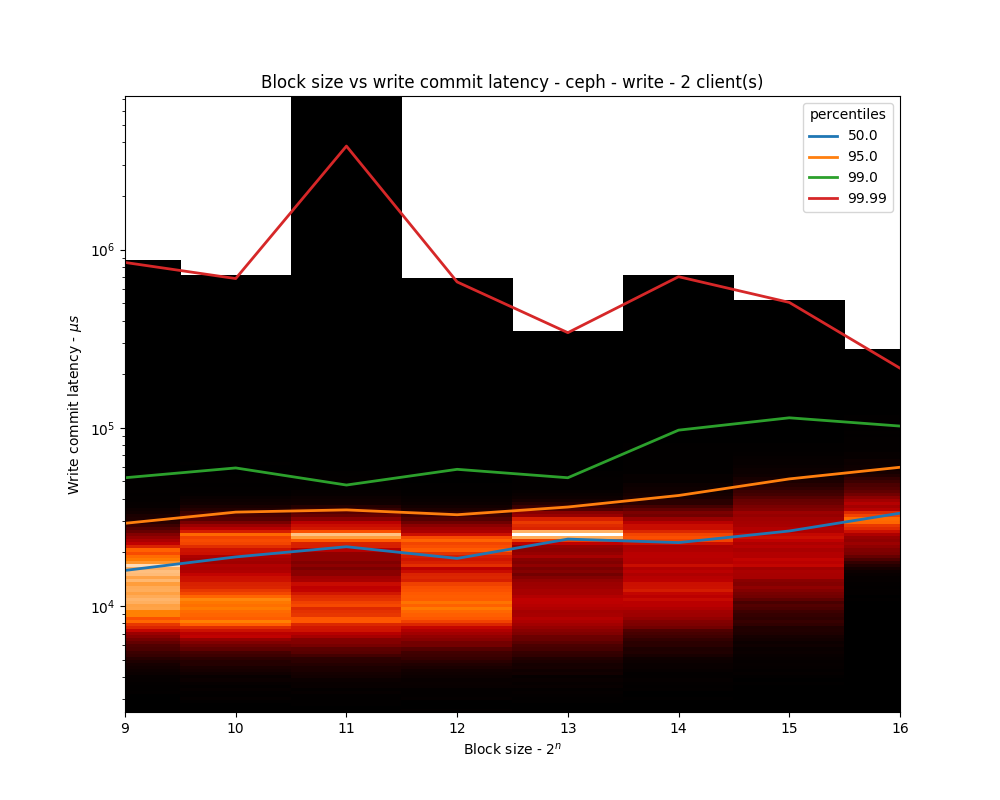 Block size vs write commit latency - ceph - write - 2 client(s)
percentiles
50.0
95.0
99.0
99.99
Write commit latency - μs
10⁶
10⁵
10⁴
9 10 11 12 13 14 15 16
Block size - 2ⁿ